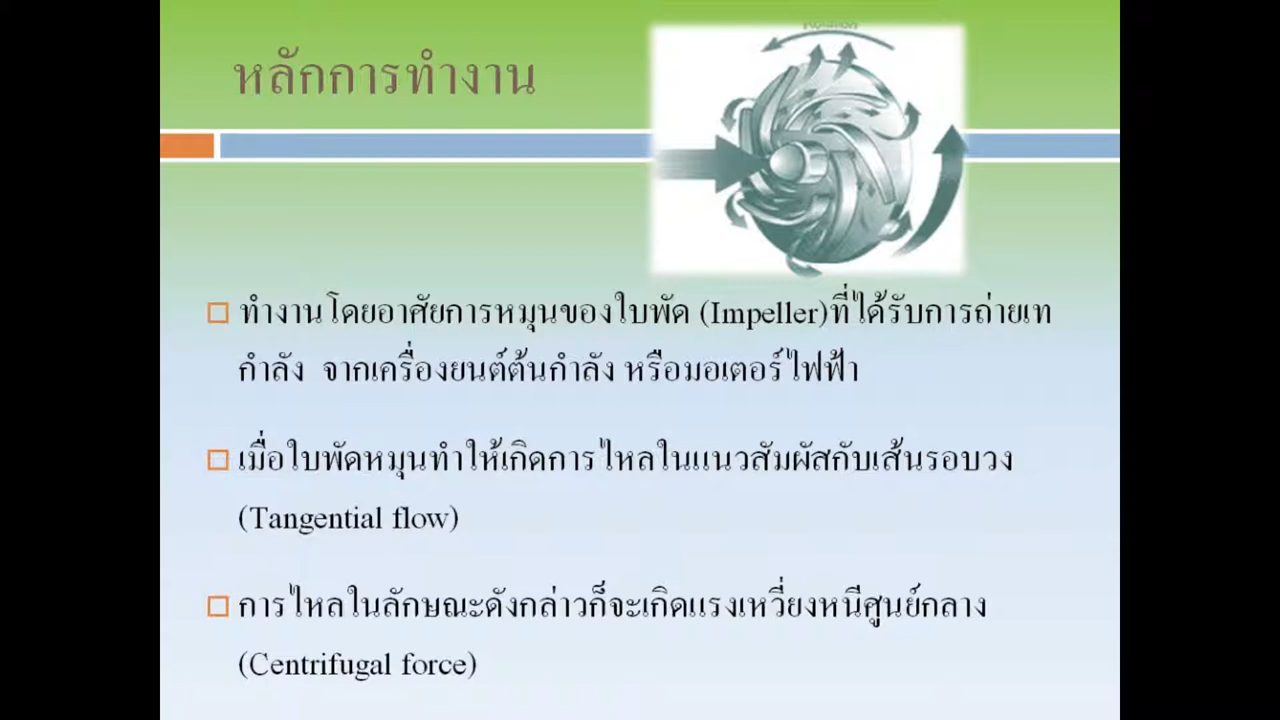 หลักการทำงาน
ทำงานโดยอาศัยการหมุนของใบพัด (Impeller)ที่ได้รับการถ่ายเท
กำลัง จากเครื่องยนต์ต้นกำลัง หรือมอเตอร์ไฟฟ้า
เมื่อใบพัดหมุนทำให้เกิดการไหลในแนวสัมผัสกับเส้นรอบวง
(Tangential flow)
การไหลในลักษณะดังกล่าวก็จะเกิดแรงเหวี่ยงหนีศูนย์กลาง
(Centrifugal force)